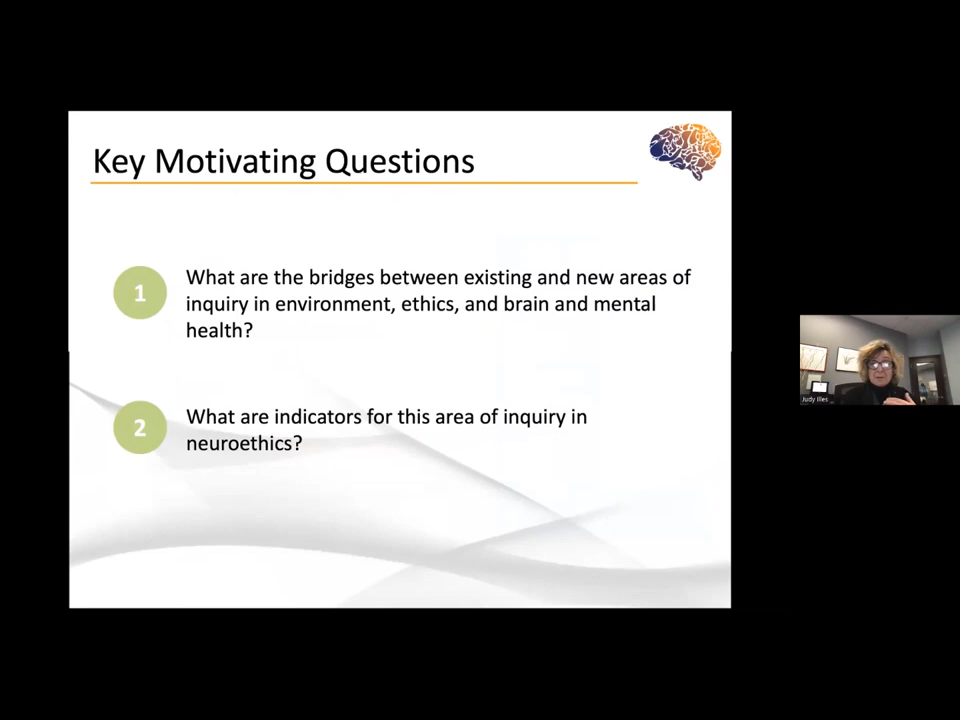 Key Motivating Questions
1
What are the bridges between existing and new areas of
inquiry in environment, ethics, and brain and mental
health?
2
What are indicators for this area of inquiry in
neuroethics?
Judy Illes